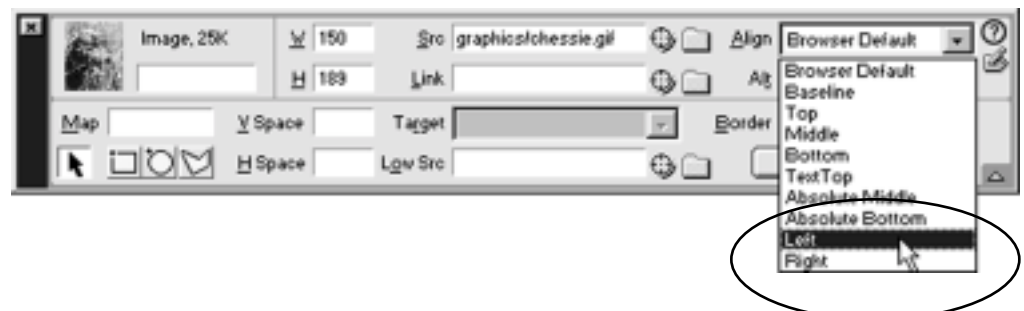 Image, 25K W 150 Src graphics/chessie.gif Align Browser Default
H 189 Link Alt
Browser Default
Baseline
Map V Space Target Border
Top
Middle
Bottom
H Space Low Src
TextTop
Absolute Middle
Absolute Bottom
Left
Right